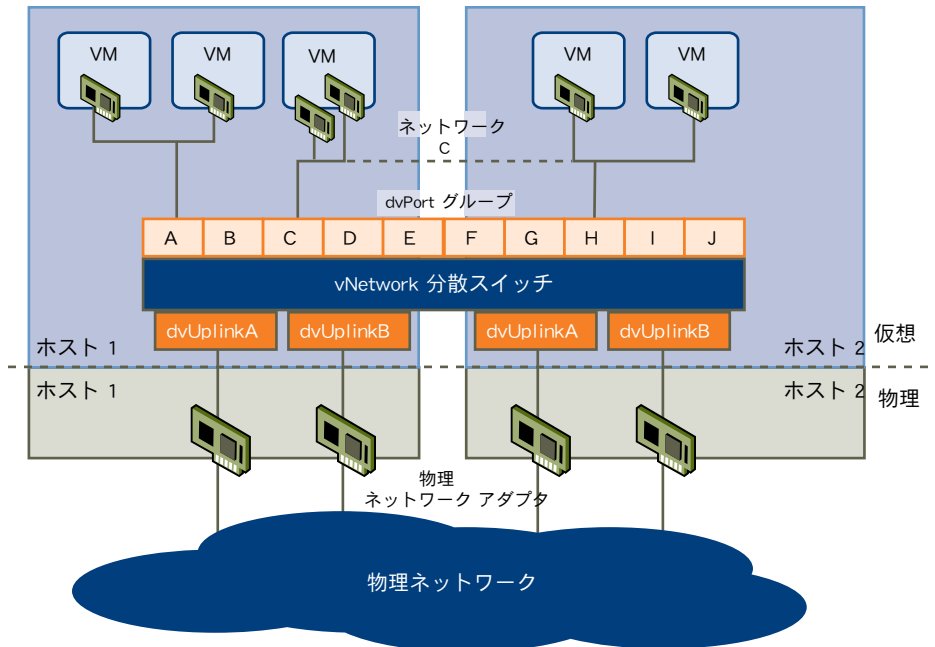 VM
VM
VM
VM
VM
ネットワーク
C
dvPort グループ
A B C D E F G H I J
vNetwork 分散スイッチ
dvUplinkA dvUplinkB dvUplinkA dvUplinkB
ホスト 1
ホスト 2
仮想
ホスト 1
ホスト 2
物理
物理
ネットワーク アダプタ
物理ネットワーク